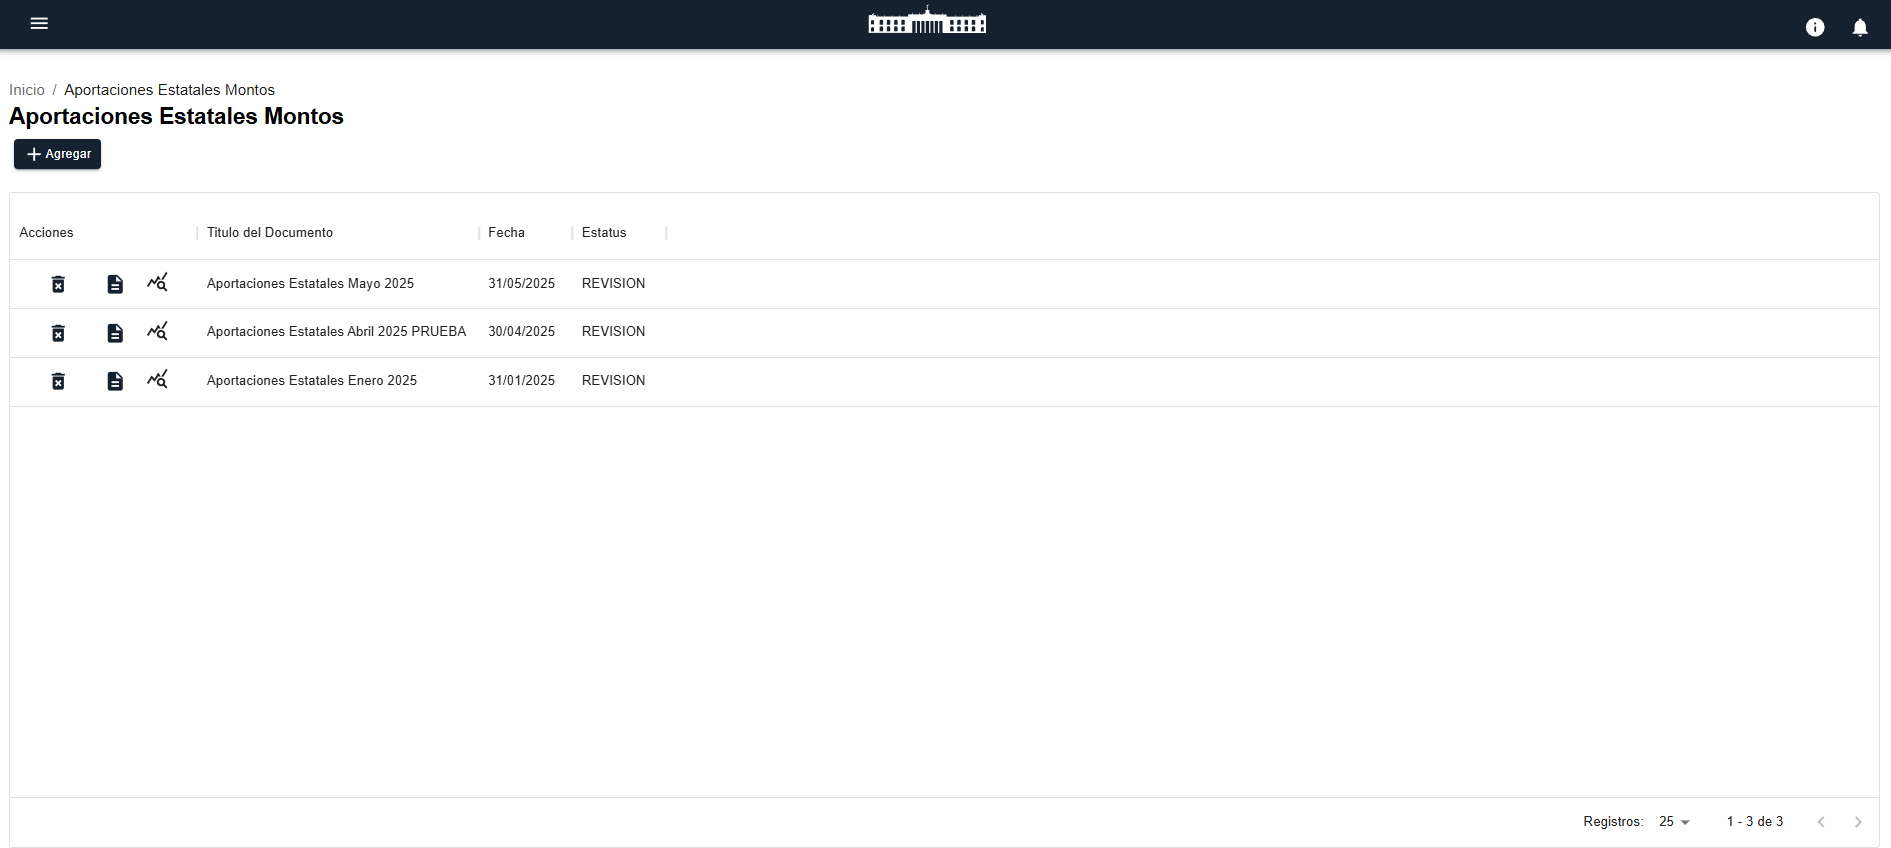 Inicio / Aportaciones Estatales Montos
Aportaciones Estatales Montos
Agregar
Acciones Titulo del Documento Fecha Estatus
Aportaciones Estatales Mayo 2025 31/05/2025 REVISION
Aportaciones Estatales Abril 2025 PRUEBA 30/04/2025 REVISION
Aportaciones Estatales Enero 2025 31/01/2025 REVISION
Registros: 25 1 - 3 de 3